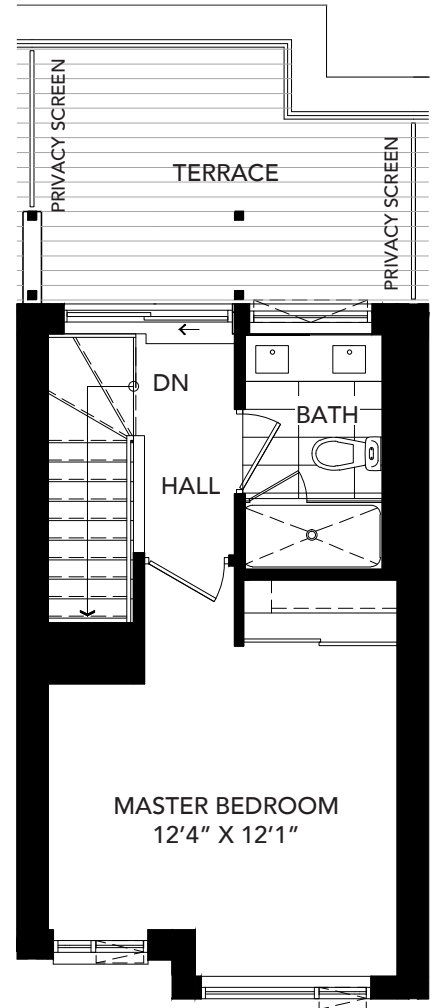 PRIVACY SCREEN
TERRACE
PRIVACY SCREEN
DN
BATH
HALL
MASTER BEDROOM
12'4" X 12'1"